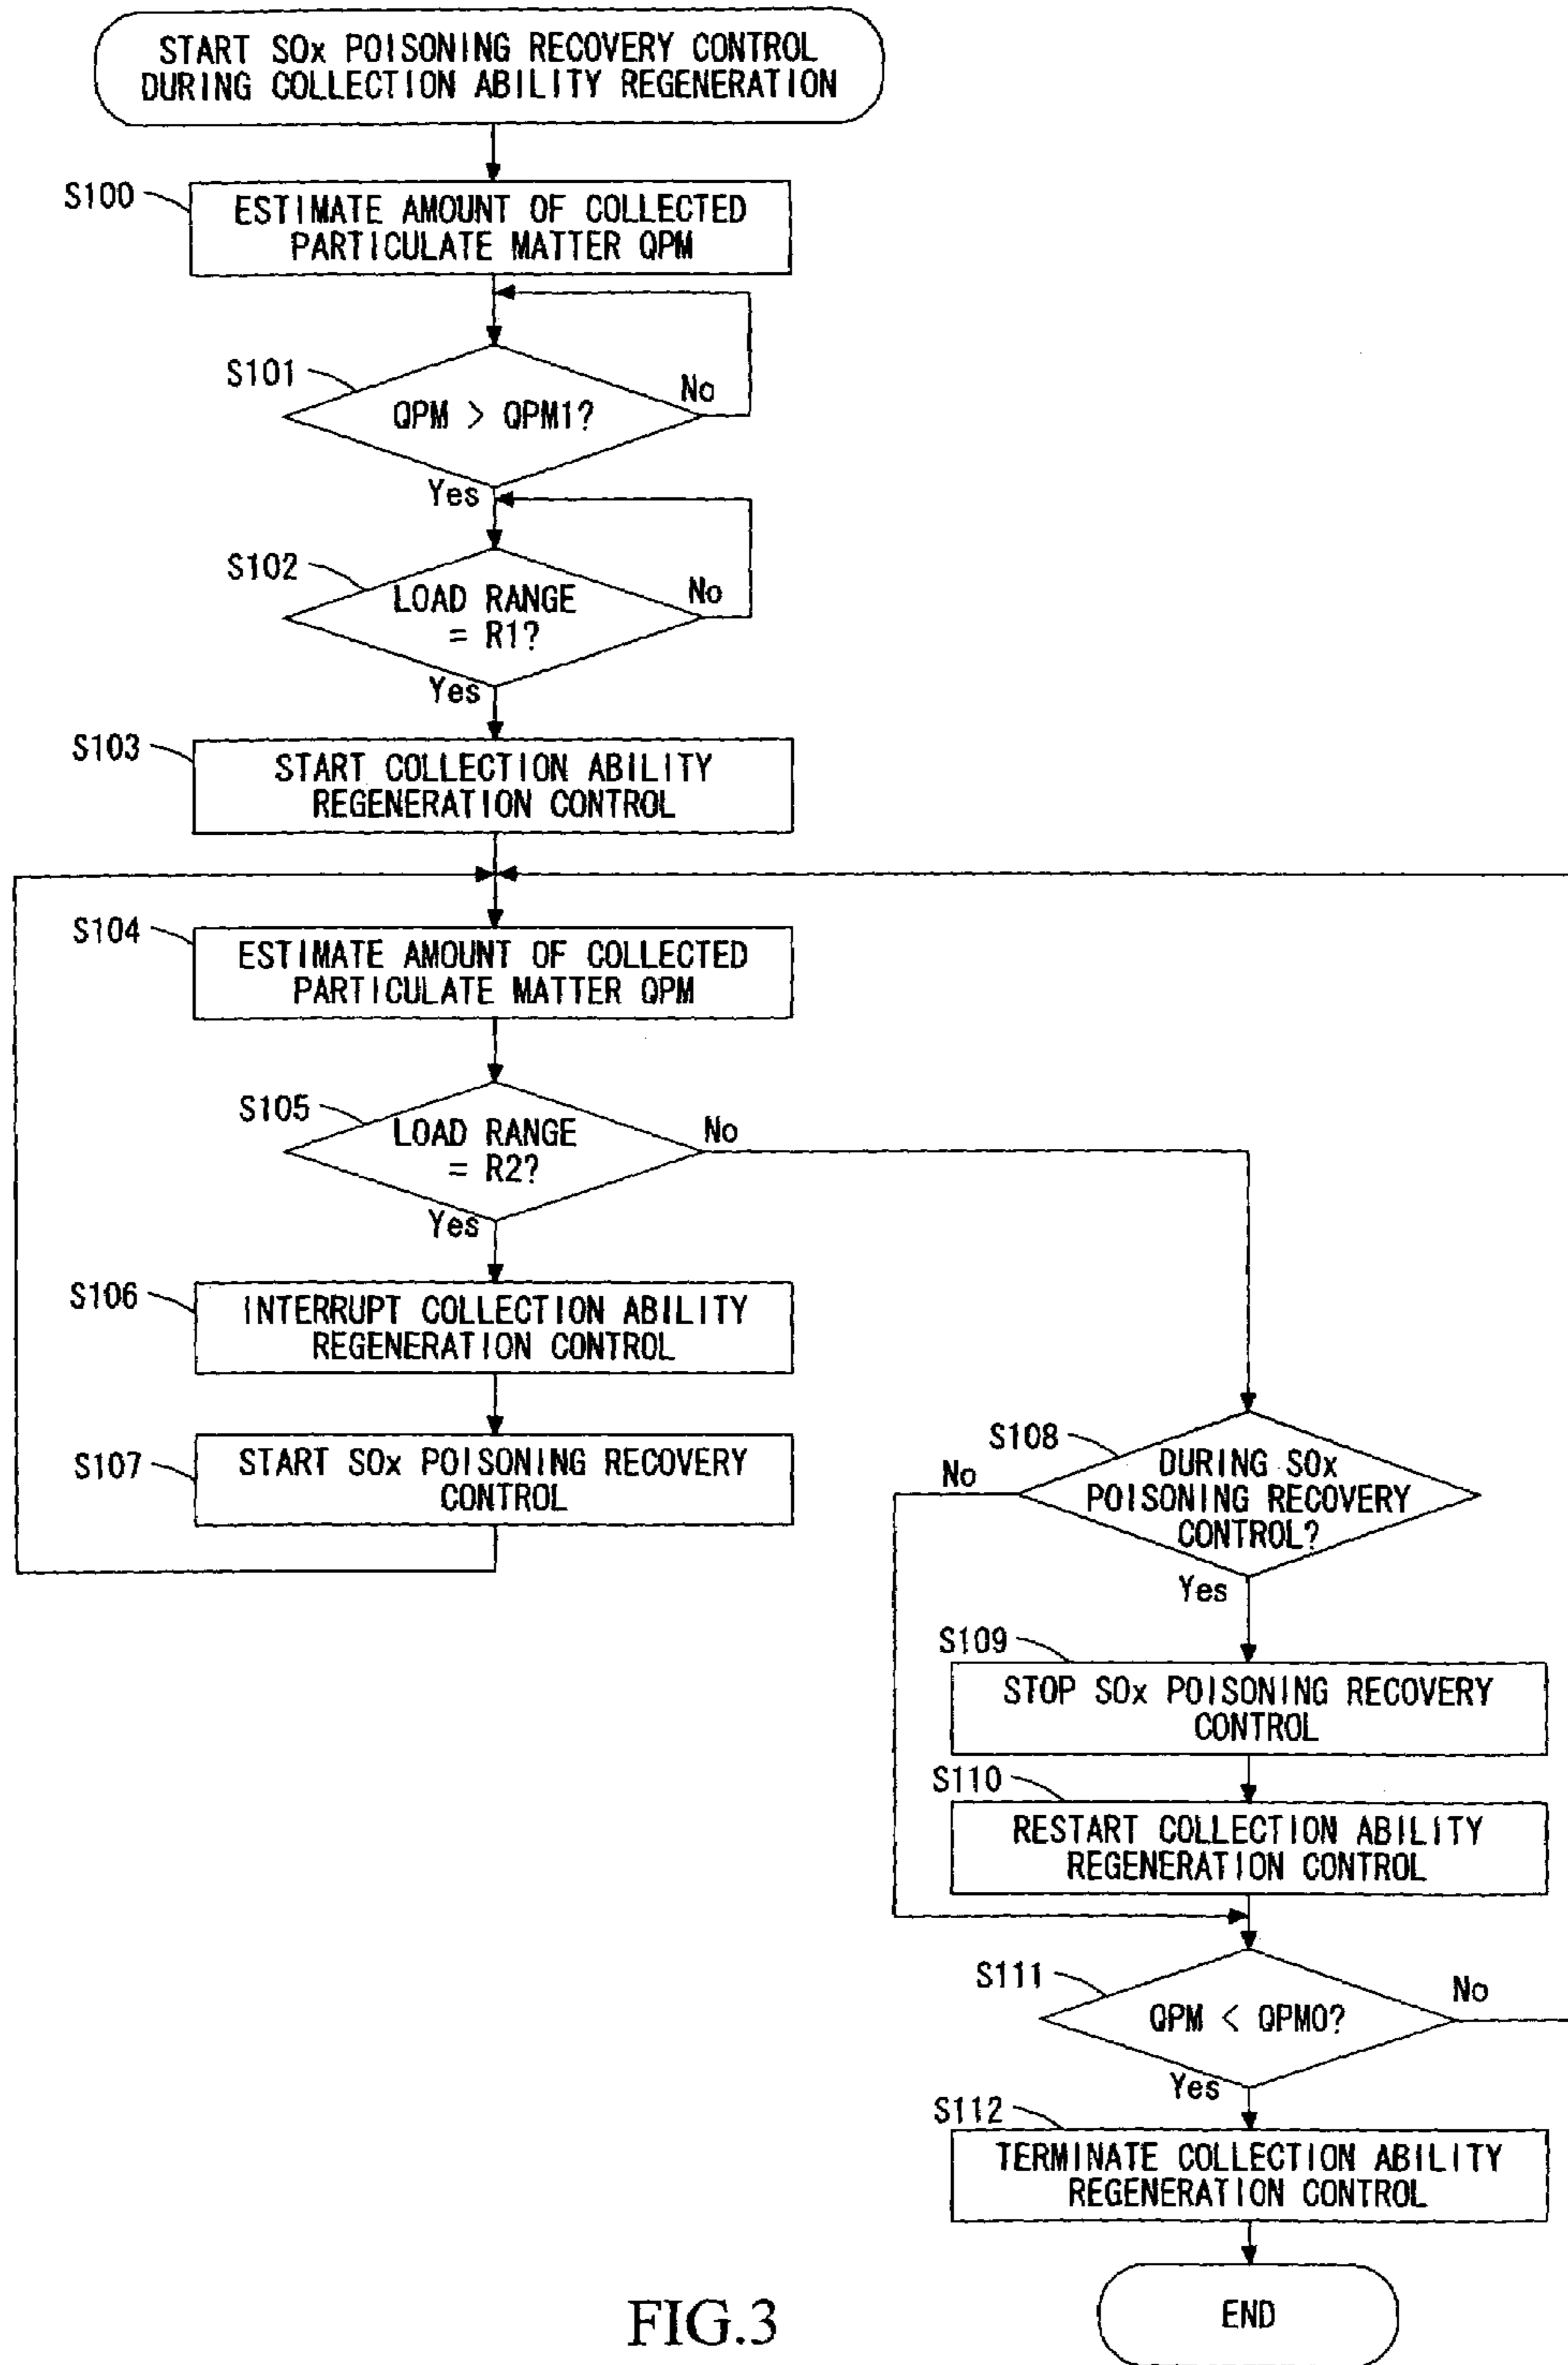 START SOx POISONING RECOVERY CONTROL
DURING COLLECTION ABILITY REGENERATION
S100
ESTIMATE AMOUNT OF COLLECTED
PARTICULATE MATTER QPM
S101
QPM > QPM1?
No
Yes
S102
LOAD RANGE
= R1?
No
Yes
S103
START COLLECTION ABILITY
REGENERATION CONTROL
S104
ESTIMATE AMOUNT OF COLLECTED
PARTICULATE MATTER QPM
S105
LOAD RANGE
= R2?
No
Yes
S106
INTERRUPT COLLECTION ABILITY
REGENERATION CONTROL
S107
START SOx POISONING RECOVERY
CONTROL
S108
DURING SOx
POISONING RECOVERY
CONTROL?
No
Yes
S109
STOP SOx POISONING RECOVERY
CONTROL
S110
RESTART COLLECTION ABILITY
REGENERATION CONTROL
S111
QPM < QPM0?
No
Yes
S112
TERMINATE COLLECTION ABILITY
REGENERATION CONTROL
END
FIG.3